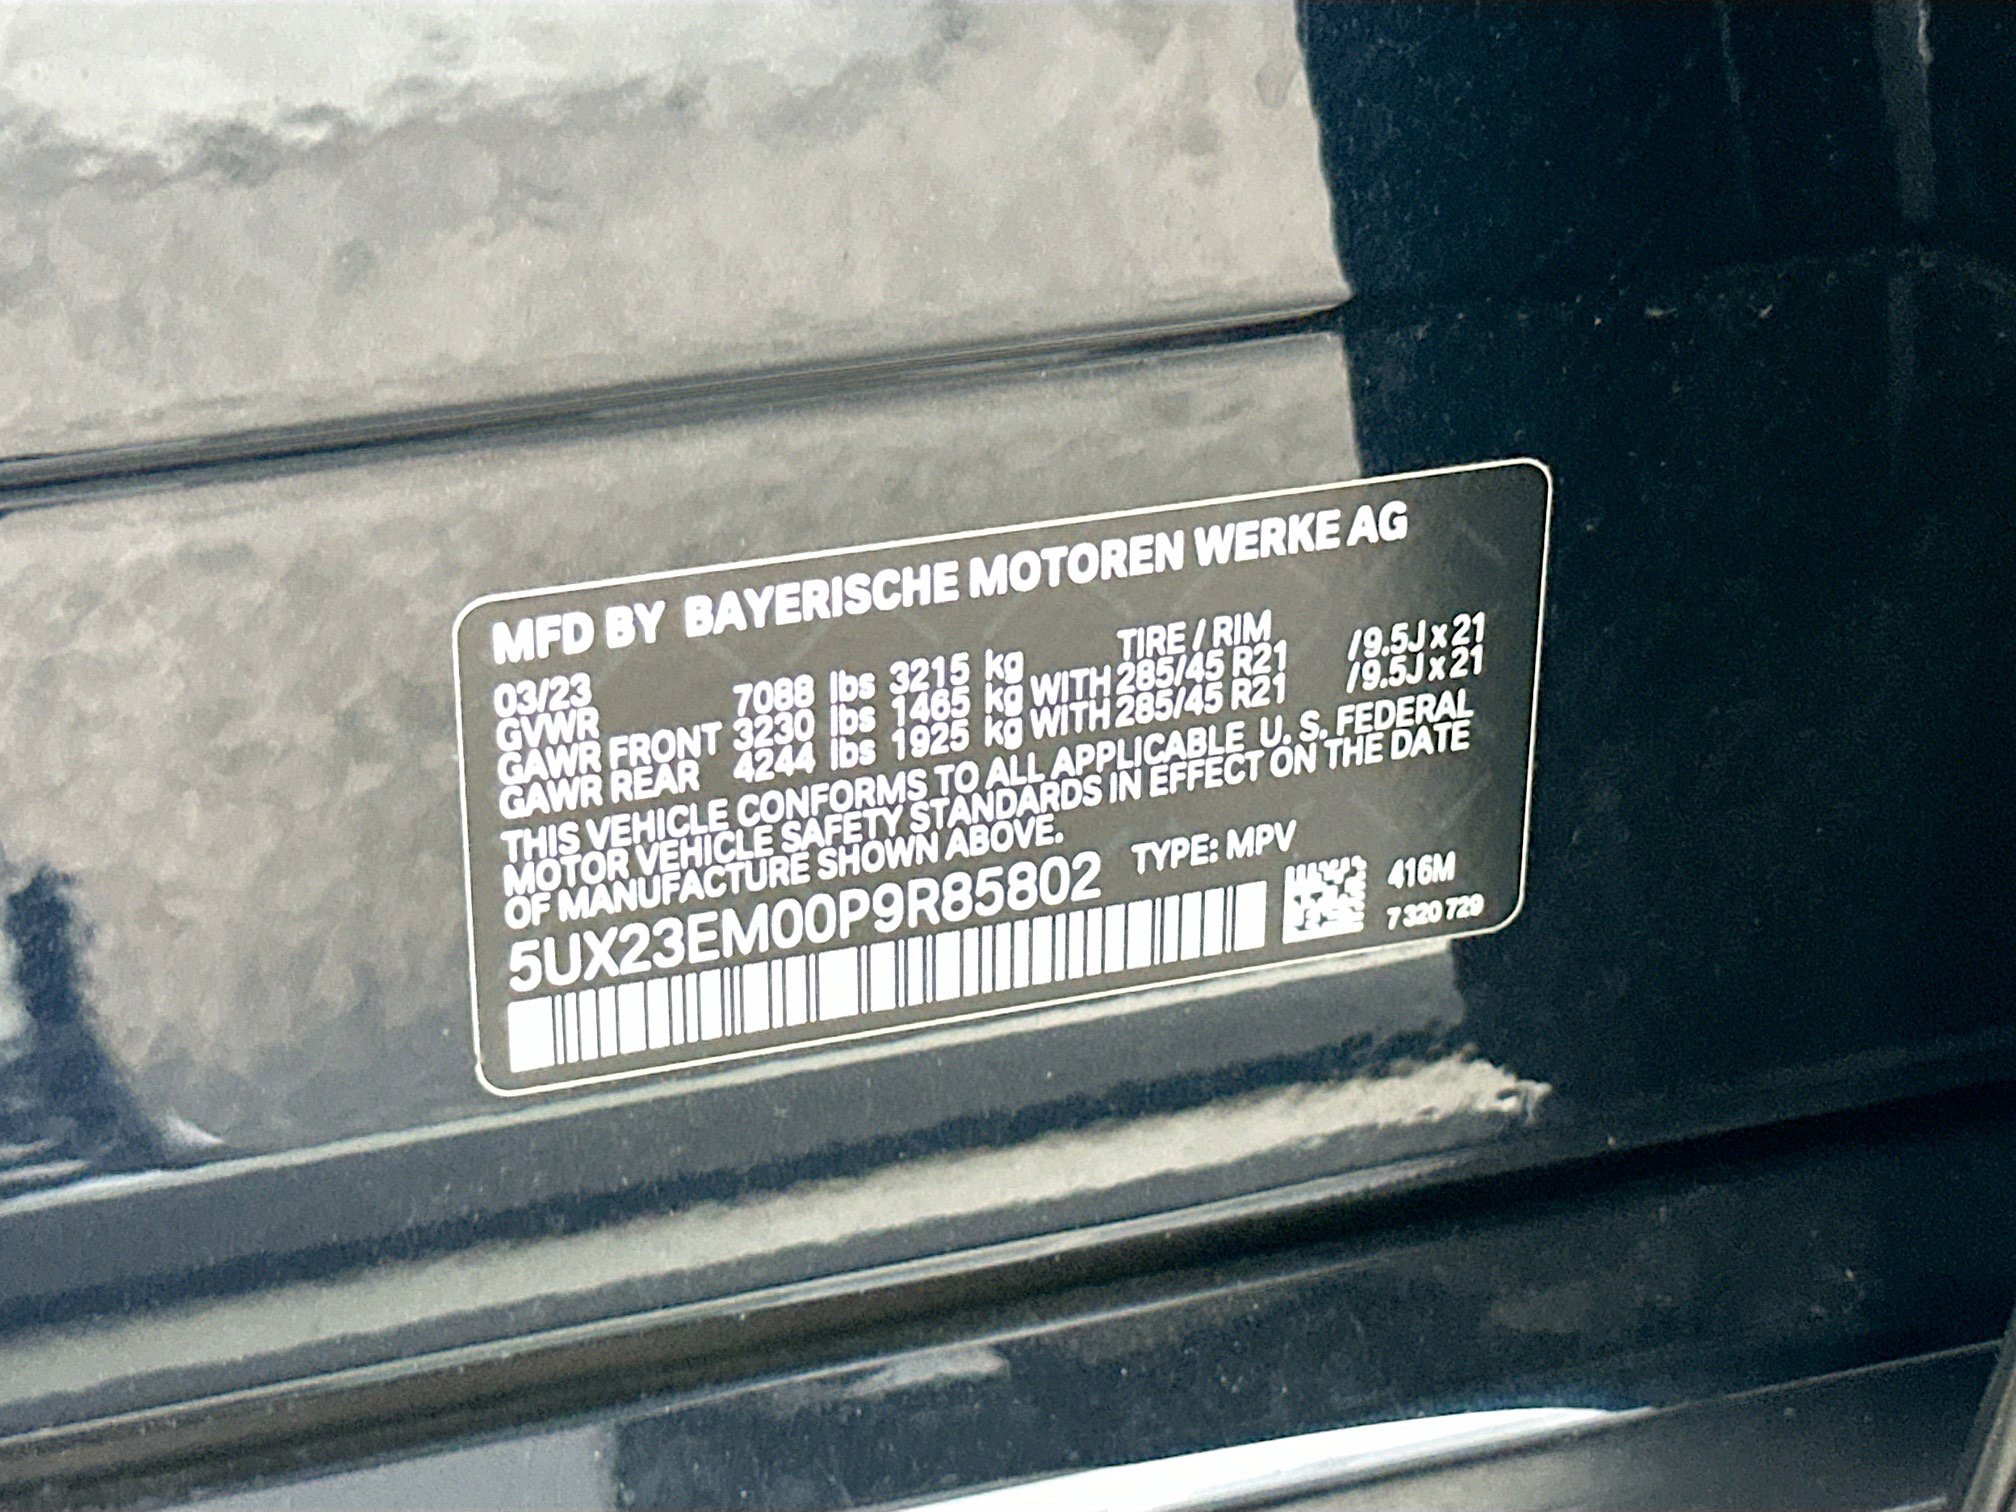 MFD BY BAYERISCHE MOTOREN WERKE AG
TIRE / RIM
03/23
GVWR 7088 lbs 3215 kg
GAWR FRONT 3230 lbs 1465 kg WITH 285/45 R21 /9.5J x 21
GAWR REAR 4244 lbs 1925 kg WITH 285/45 R21 /9.5J x 21
THIS VEHICLE CONFORMS TO ALL APPLICABLE U. S. FEDERAL
MOTOR VEHICLE SAFETY STANDARDS IN EFFECT ON THE DATE
OF MANUFACTURE SHOWN ABOVE.
5UX23EM00P9R85802 TYPE: MPV
416M
7 320 729